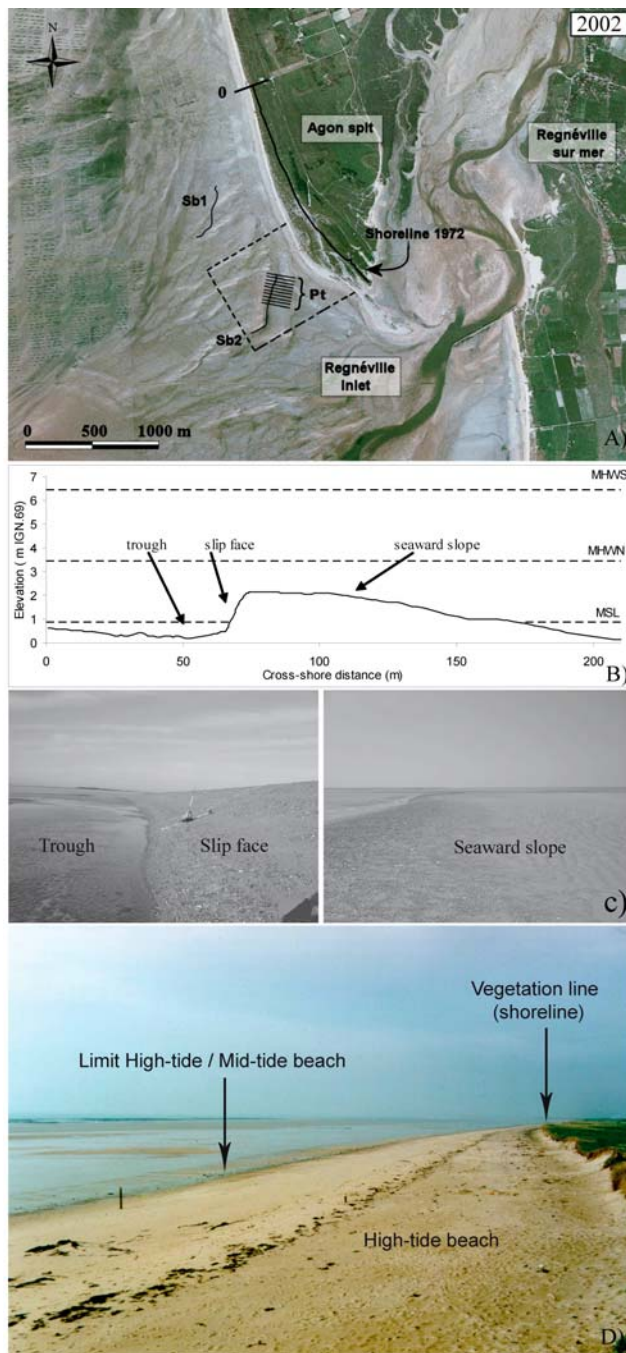 2002
N
0
Agon spit
Regnéville
sur mer
Sb1
Shoreline 1972
Pt
Sb2
Regnéville
Inlet
0 500 1000 m
A)
7
MHWS
6
5
4
trough
slip face
seaward slope
MHWN
3
2
1
MSL
0
Elevation ( m IGN.69)
0 50 100 150 200
Cross-shore distance (m)
B)
Trough
Slip face
Seaward slope
c)
Vegetation line
(shoreline)
Limit High-tide / Mid-tide beach
High-tide beach
D)